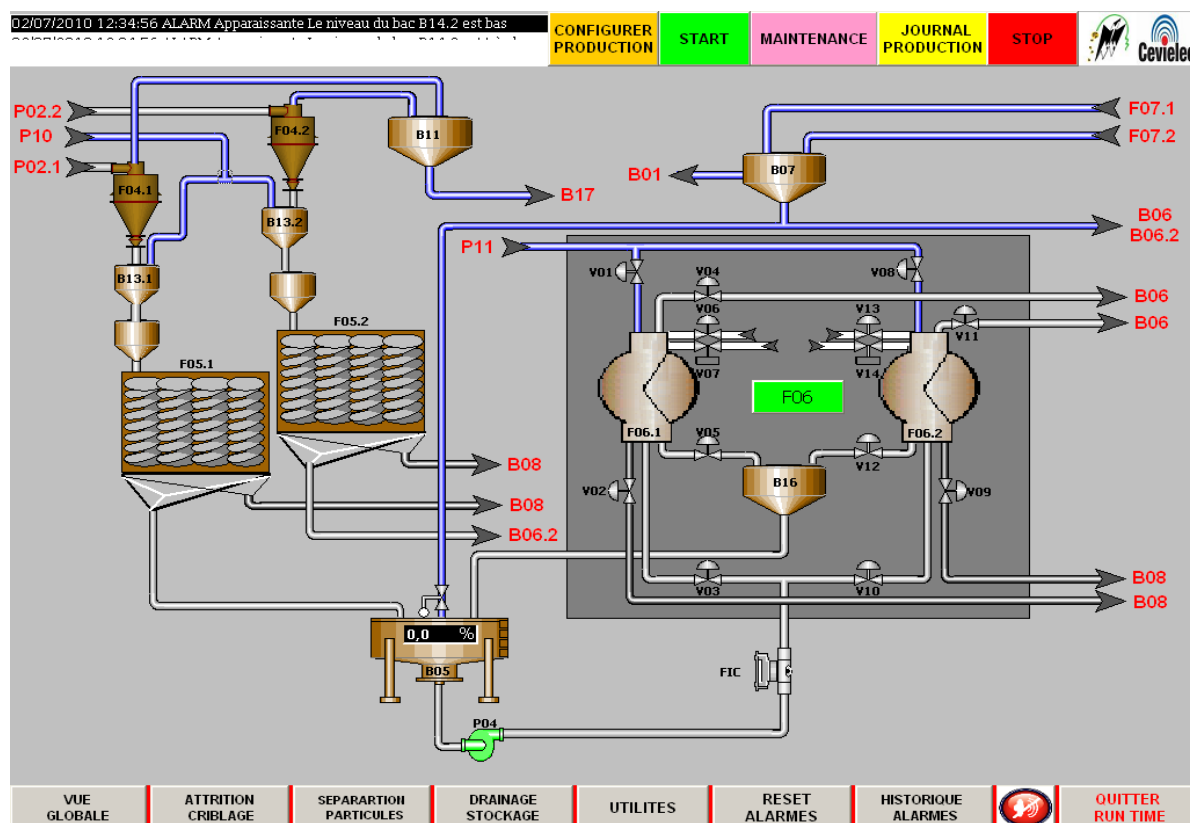 02/07/2010 12:34:56 ALARM Apparaissante Le niveau du bac B14.2 est bas
CONFIGURER
PRODUCTION
START
MAINTENANCE
JOURNAL
PRODUCTION
STOP
Cevielec
P02.2
P10
P02.1
F04.2
F04.1
B11
B17
B13.2
B13.1
F05.2
F05.1
B08
B08
B06.2
F07.1
F07.2
B07
B01
B06
B06.2
P11
V01
V04
V08
B06
V06
V13
B06
V11
V07
V14
F06
F06.1
V05
F06.2
V12
B16
V02
V09
V03
V10
B08
B08
0,0 %
B05
FIC
P04
VUE
GLOBALE
ATTRITION
CRIBLAGE
SEPARARTION
PARTICULES
DRAINAGE
STOCKAGE
UTILITES
RESET
ALARMES
HISTORIQUE
ALARMES
QUITTER
RUN TIME